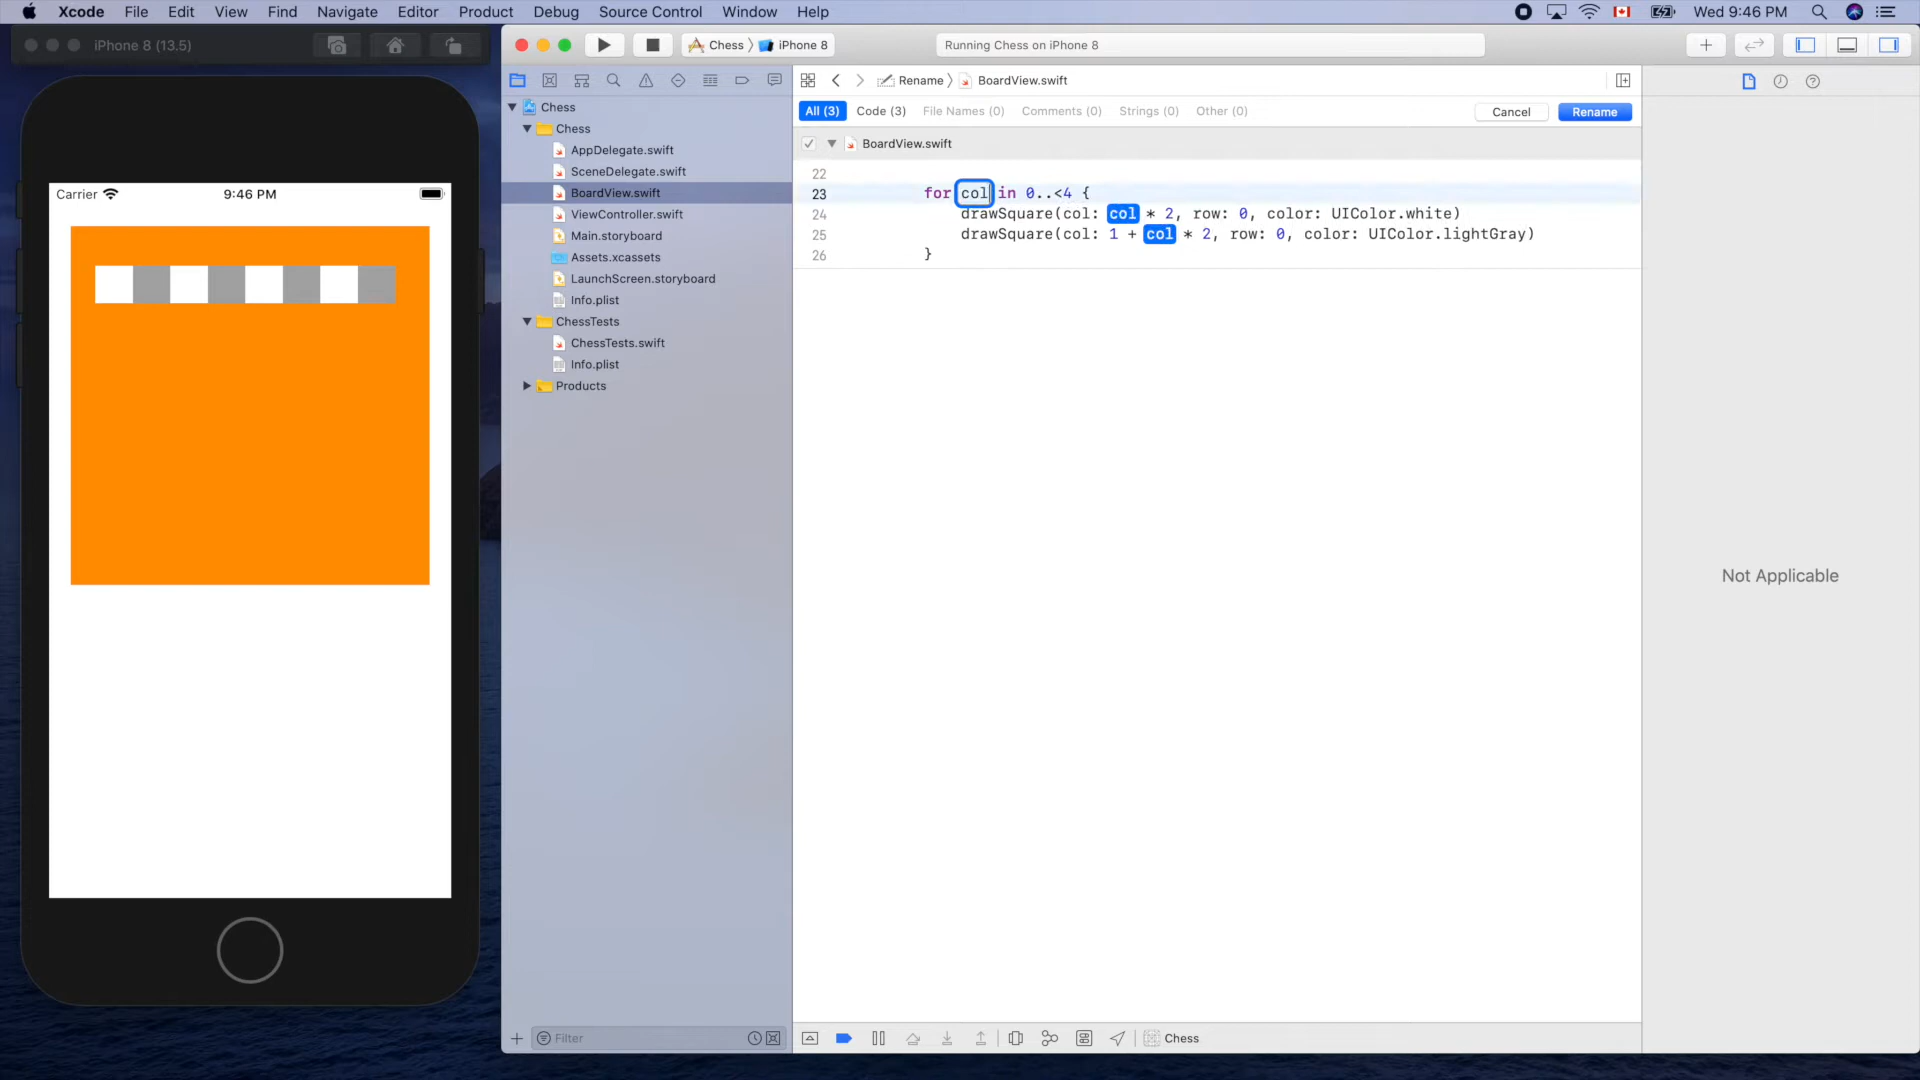 Xcode File Edit View Find Navigate Editor Product Debug Source Control Window Help Wed 9:46 PM
iPhone 8 (13.5)
Chess 〉 iPhone 8
Running Chess on iPhone 8
Carrier 9:46 PM
Chess
Chess
AppDelegate.swift
SceneDelegate.swift
BoardView.swift
ViewController.swift
Main.storyboard
Assets.xcassets
LaunchScreen.storyboard
Info.plist
ChessTests
ChessTests.swift
Info.plist
Products
Filter
Rename 〉 BoardView.swift
All (3) Code (3) File Names (0) Comments (0) Strings (0) Other (0) Cancel Rename
BoardView.swift
22
23 for col in 0..<4 {
24 drawSquare(col: col * 2, row: 0, color: UIColor.white)
25 drawSquare(col: 1 + col * 2, row: 0, color: UIColor.lightGray)
26 }
Chess
Not Applicable